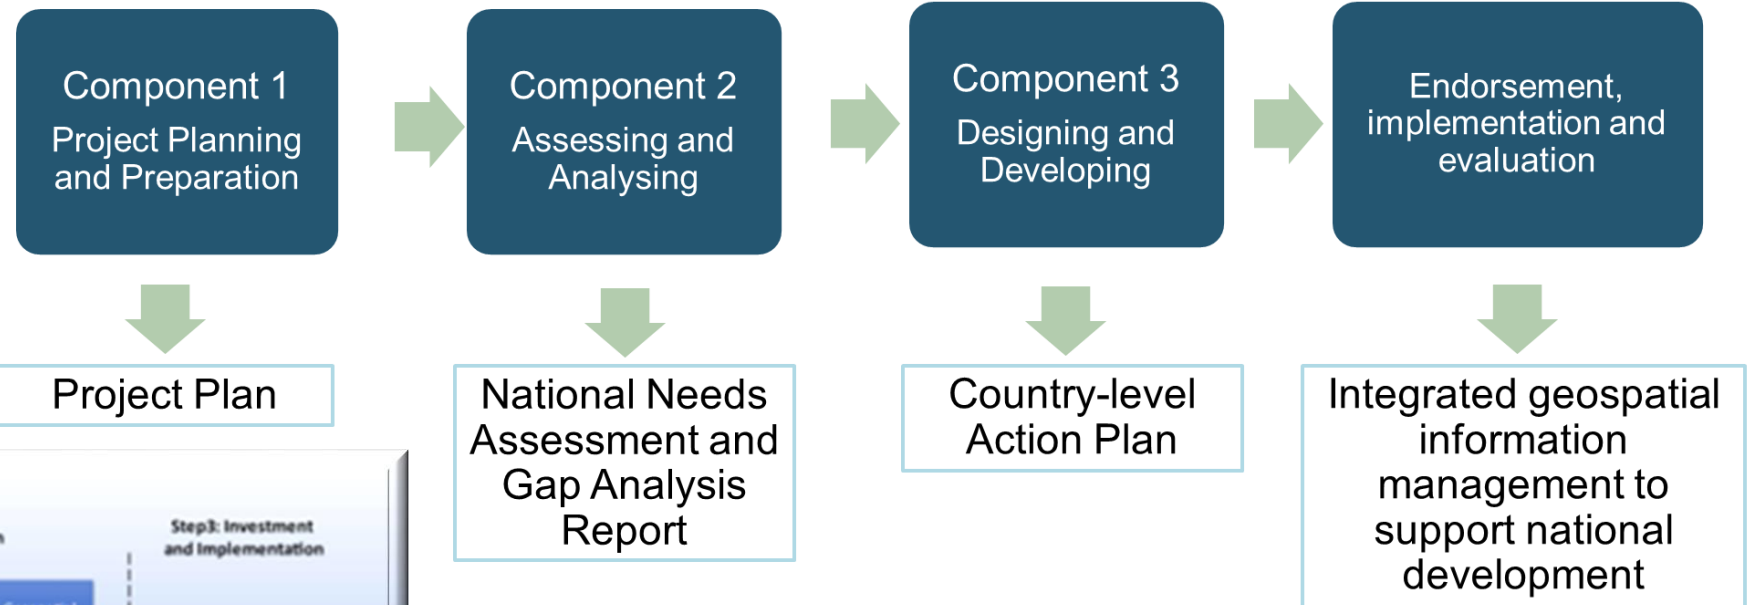 Component 1
Project Planning
and Preparation
Component 2
Assessing and
Analysing
Component 3
Designing and
Developing
Endorsement,
implementation and
evaluation
Project Plan
National Needs
Assessment and
Gap Analysis
Report
Country-level
Action Plan
Integrated geospatial
information
management to
support national
development
Step3: Investment
and Implementation